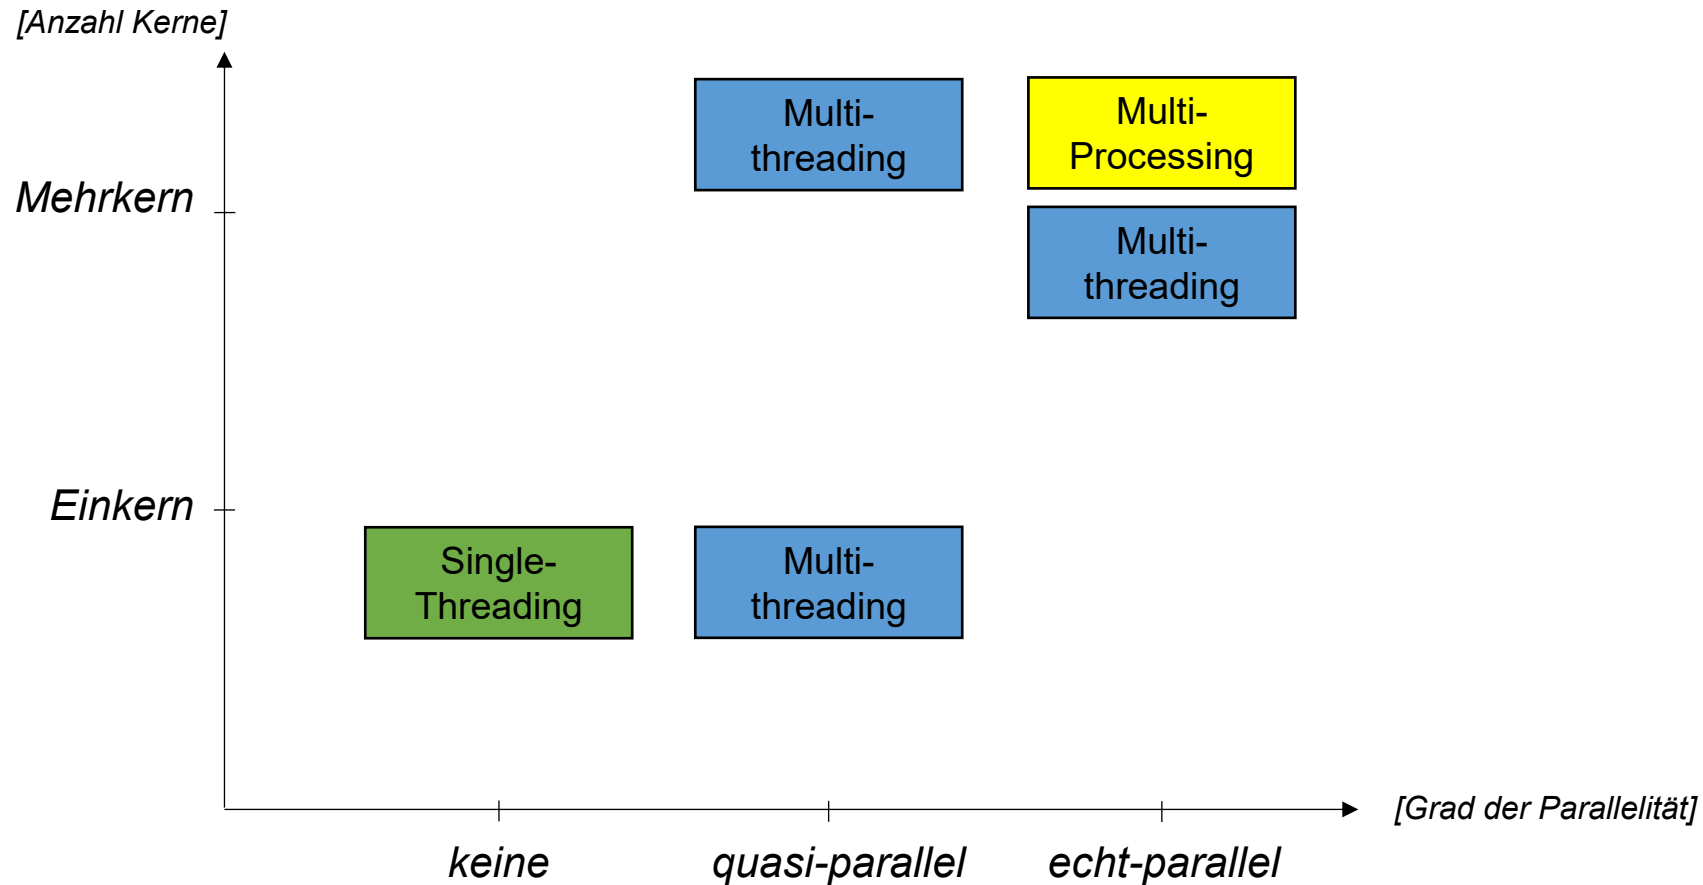 [Anzahl Kerne]
Multi-
threading
Multi-
Processing
Mehrkern
Multi-
threading
Einkern
Single-
Threading
Multi-
threading
[Grad der Parallelität]
keine
quasi-parallel
echt-parallel